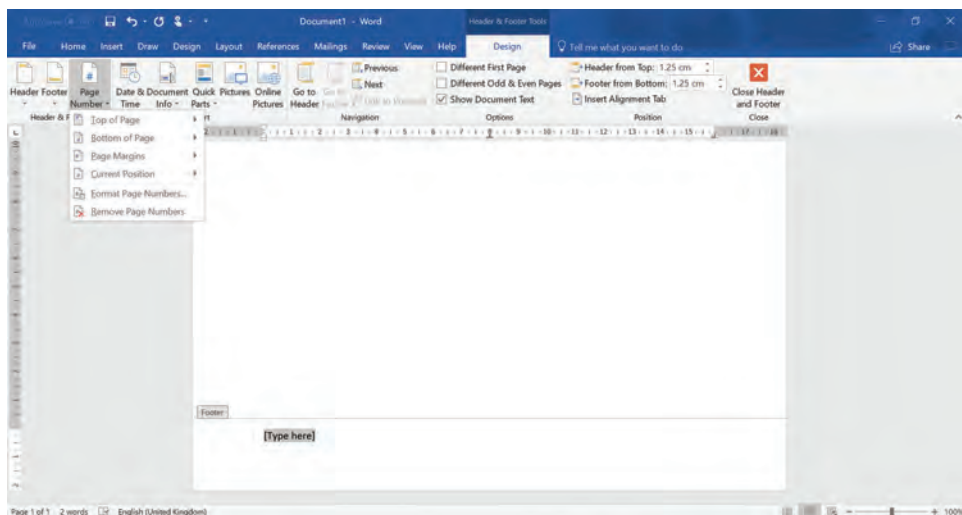 Document1 - Word
Header & Footer Tools
File Home Insert Draw Design Layout References Mailings Review View Help Design Tell me what you want to do Share
Previous Different First Page Header from Top: 1.25 cm
Header Footer Page Date & Document Quick Pictures Online Go to Next Different Odd & Even Pages Footer from Bottom: 1.25 cm Close Header
Number Time Info Parts Pictures Header Show Document Text Insert Alignment Tab and Footer
Header & F Navigation Options Position Close
Top of Page
Bottom of Page
Page Margins
Current Position
Format Page Numbers...
Remove Page Numbers
Footer
[Type here]
Page 1 of 1 2 words English (United Kingdom) 100%